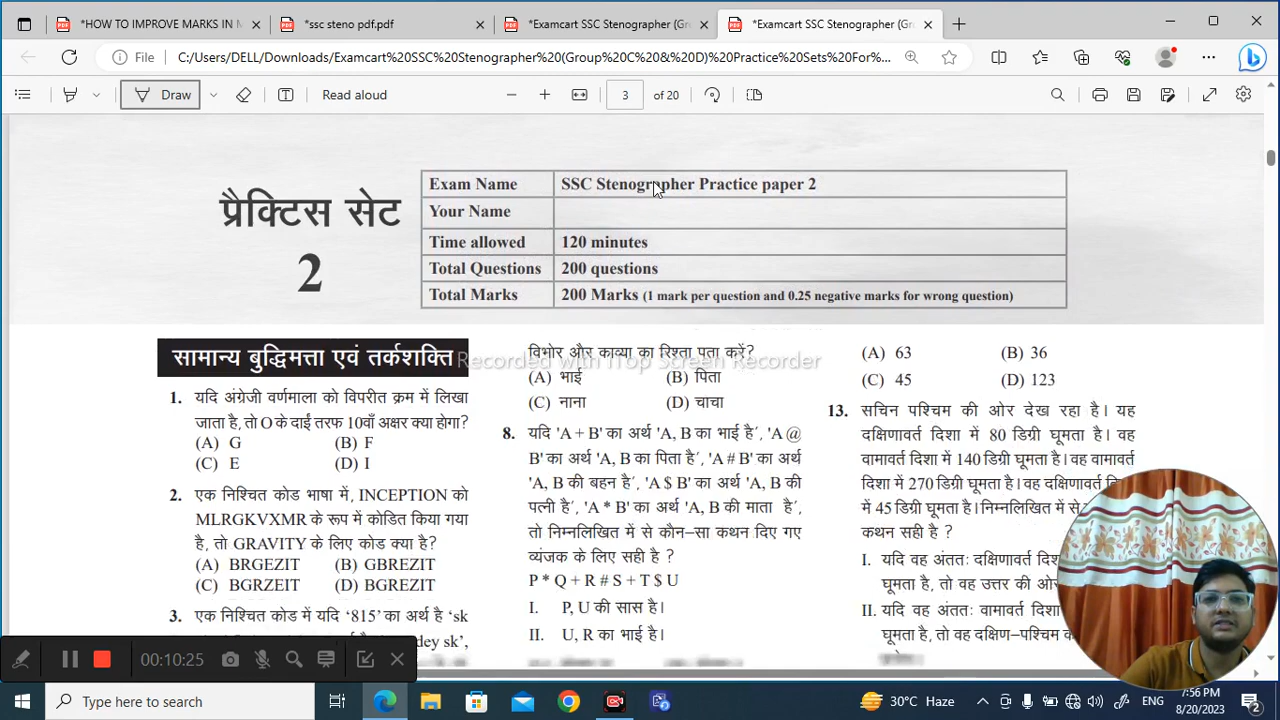 *HOW TO IMPROVE MARKS IN M
*ssc steno pdf.pdf
*Examcart SSC Stenographer (Gr
*Examcart SSC Stenographer (Gr
File
C:/Users/DELL/Downloads/Examcart%20SSC%20Stenographer%20(Group%20C%20&%20D)%20Practice%20Sets%20For%...
Draw
Read aloud
3 of 20
प्रैक्टिस सेट
2
Exam Name SSC Stenographer Practice paper 2
Your Name
Time allowed 120 minutes
Total Questions 200 questions
Total Marks 200 Marks (1 mark per question and 0.25 negative marks for wrong question)
Recorded with iTop Screen Recorder
सामान्य बुद्धिमत्ता एवं तर्कशक्ति
1. यदि अंग्रेजी वर्णमाला को विपरीत क्रम में लिखा
जाता है, तो O के दाईं तरफ 10वाँ अक्षर क्या होगा?
(A) G (B) F
(C) E (D) I
2. एक निश्चित कोड भाषा में, INCEPTION को
MLRGKVXMR के रूप में कोडित किया गया
है, तो GRAVITY के लिए कोड क्या है?
(A) BRGEZIT (B) GBREZIT
(C) BGRZEIT (D) BGREZIT
3. एक निश्चित कोड में यदि ‘815’ का अर्थ है ‘sk
dey sk’,
विभोर और काव्या का रिश्ता पता करें?
(A) भाई (B) पिता
(C) नाना (D) चाचा
8. यदि 'A + B' का अर्थ 'A, B का भाई है', 'A @
B' का अर्थ 'A, B का पिता है', 'A # B' का अर्थ
'A, B की बहन है', 'A $ B' का अर्थ 'A, B की
पत्नी है', 'A * B' का अर्थ 'A, B की माता है',
तो निम्नलिखित में से कौन–सा कथन दिए गए
व्यंजक के लिए सही है ?
P * Q + R # S + T $ U
I. P, U की सास है।
II. U, R का भाई है।
(A) 63 (B) 36
(C) 45 (D) 123
13. सचिन पश्चिम की ओर देख रहा है। यह
दक्षिणावर्त दिशा में 80 डिग्री घूमता है। वह
वामावर्त दिशा में 140 डिग्री घूमता है। वह वामावर्त
दिशा में 270 डिग्री घूमता है। वह दक्षिणावर्त
में 45 डिग्री घूमता है। निम्नलिखित में से
कथन सही है ?
I. यदि वह अंततः दक्षिणावर्त
घूमता है, तो वह उत्तर की
II. यदि वह अंततः वामावर्त
घूमता है, तो वह दक्षिण–पश्चिम
00:10:25
Type here to search
30°C Haze
ENG
7:56 PM
8/20/2023
2